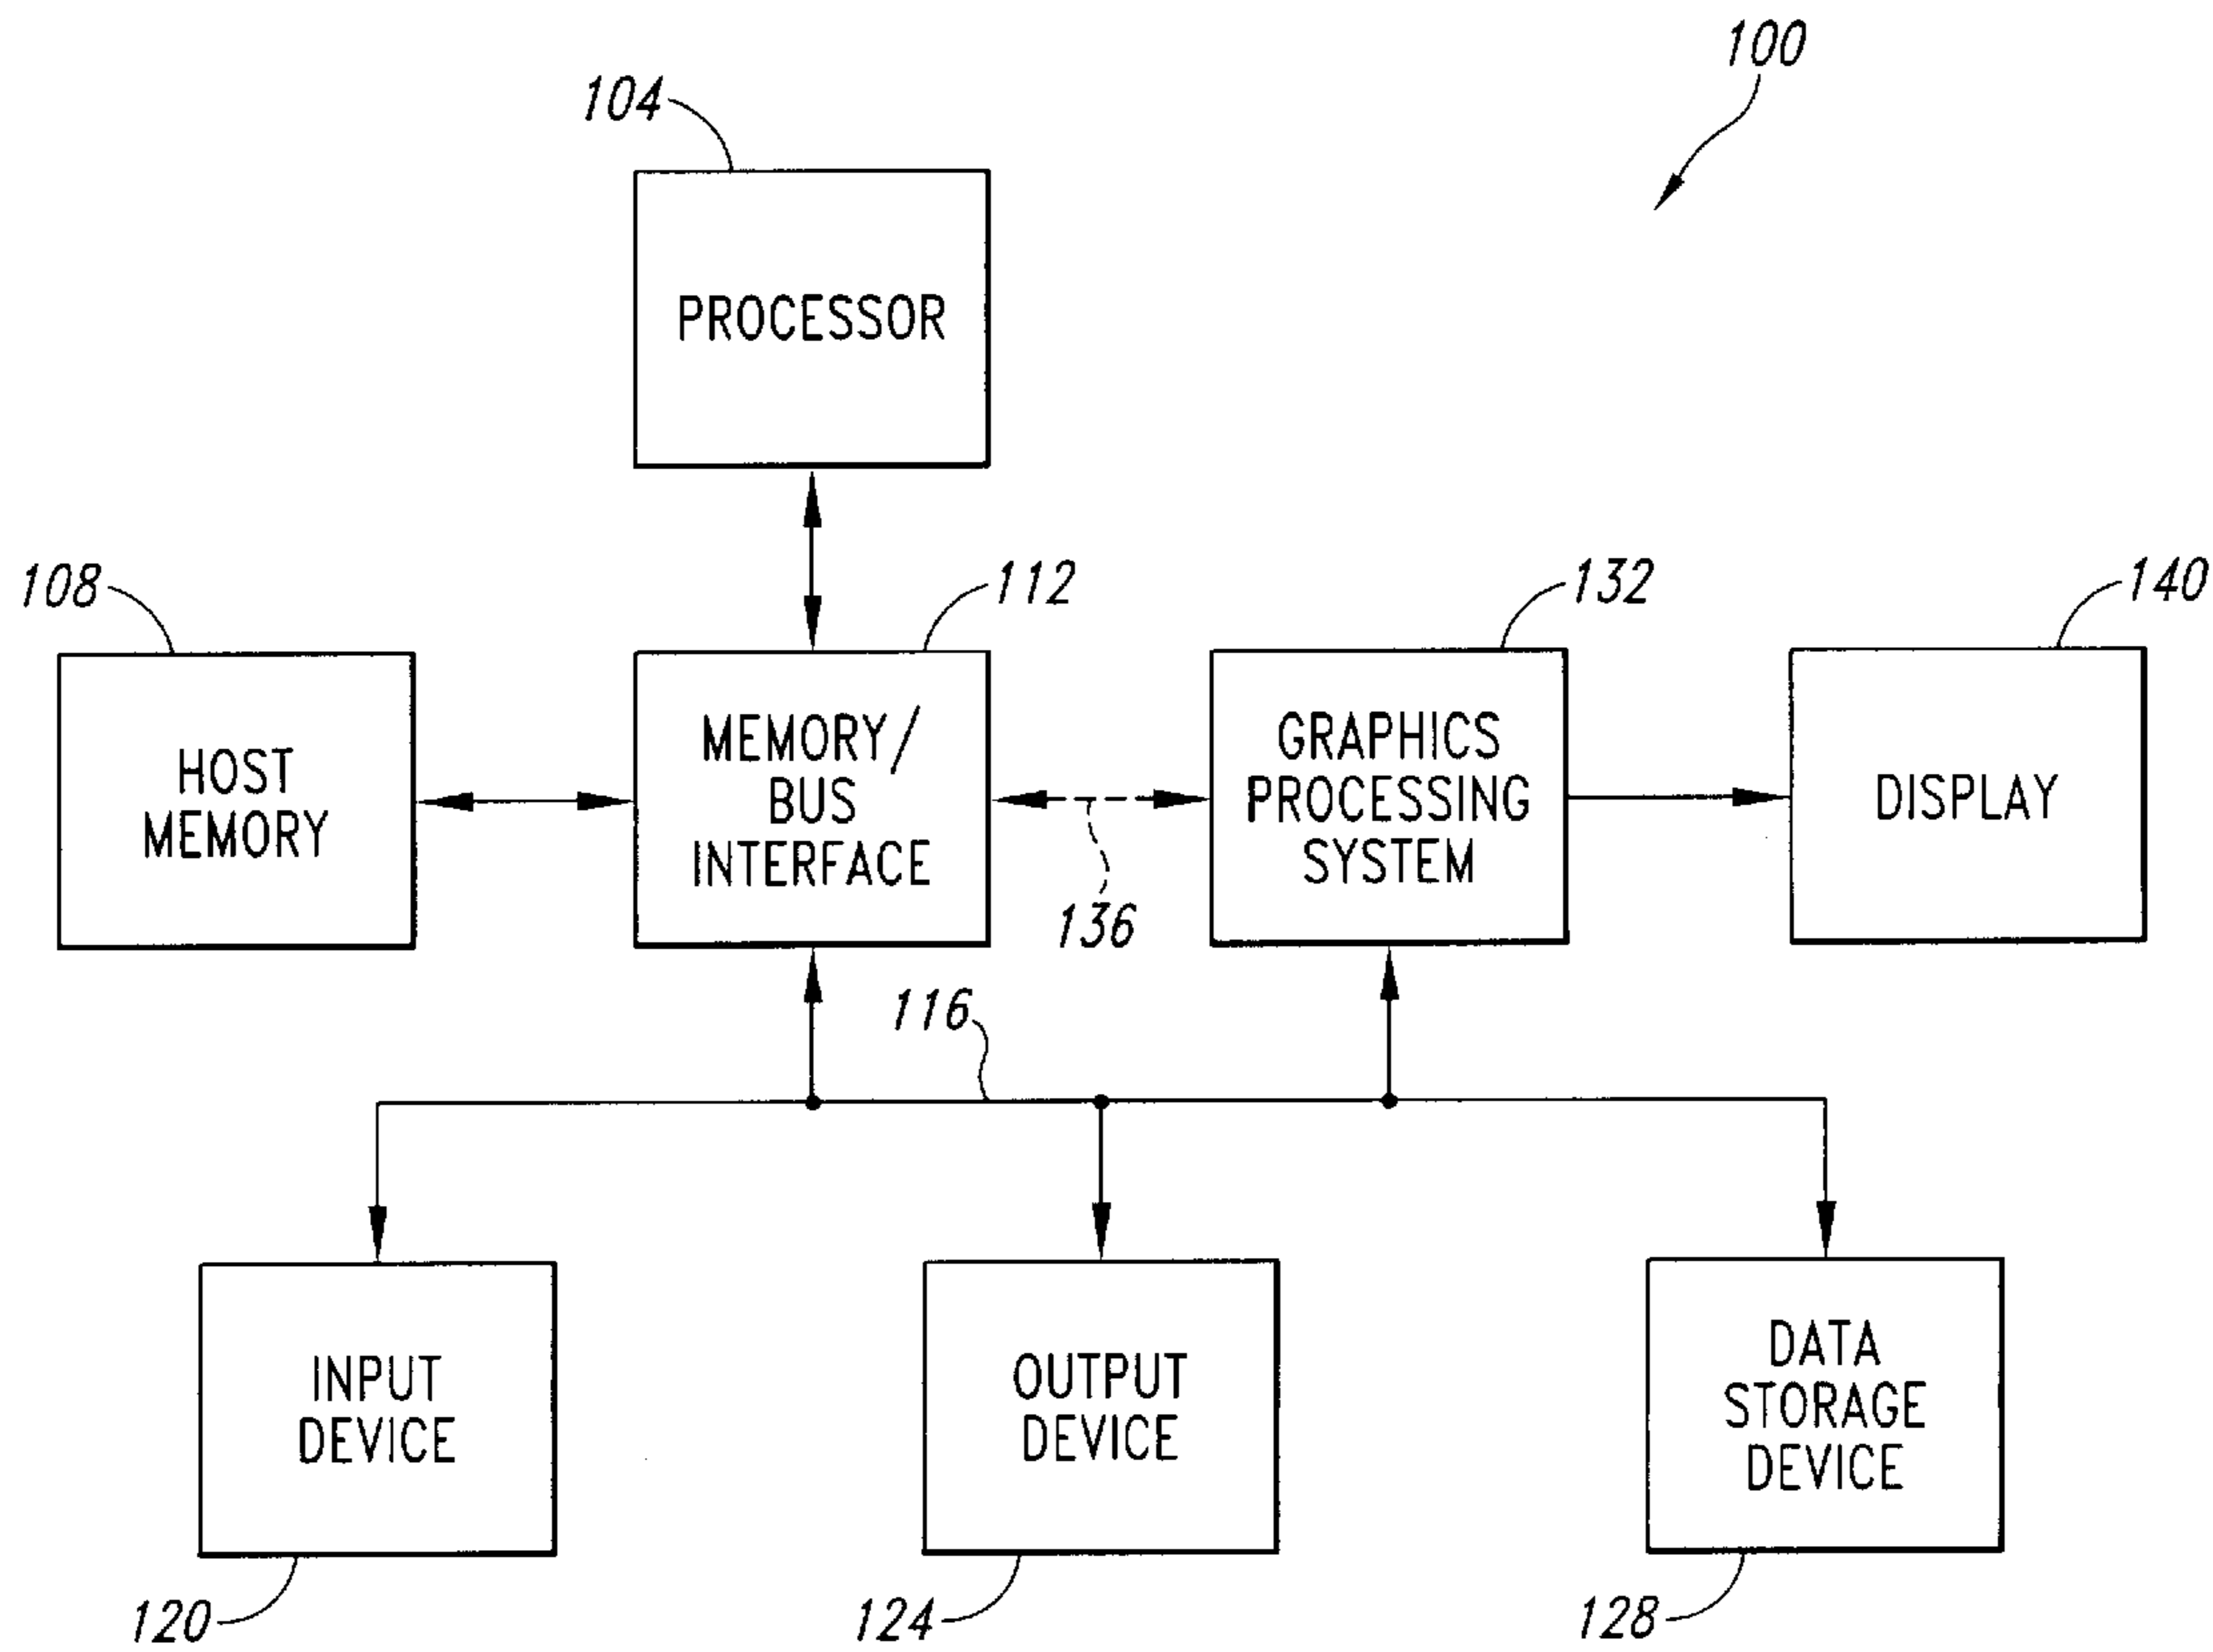 100
104
PROCESSOR
108
112
132
140
HOST
MEMORY
MEMORY/
BUS
INTERFACE
GRAPHICS
PROCESSING
SYSTEM
DISPLAY
136
116
INPUT
DEVICE
OUTPUT
DEVICE
DATA
STORAGE
DEVICE
120
124
128